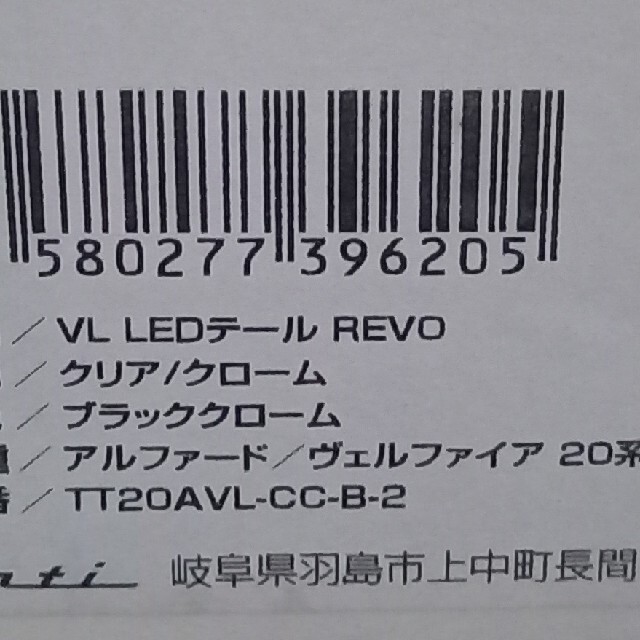 580277 396205
／ VL LEDテール REVO
／ クリア/クローム
／ ブラッククローム
／ アルファード／ヴェルファイア 20系
番／ TT20AVL-CC-B-2
岐阜県羽島市上中町長間